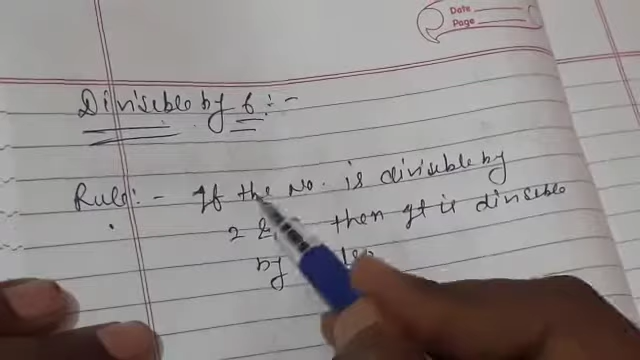 Date
Page
Divisible by 6:-
Rule:- If the No. is divisible by
2 & then It is divisible
by